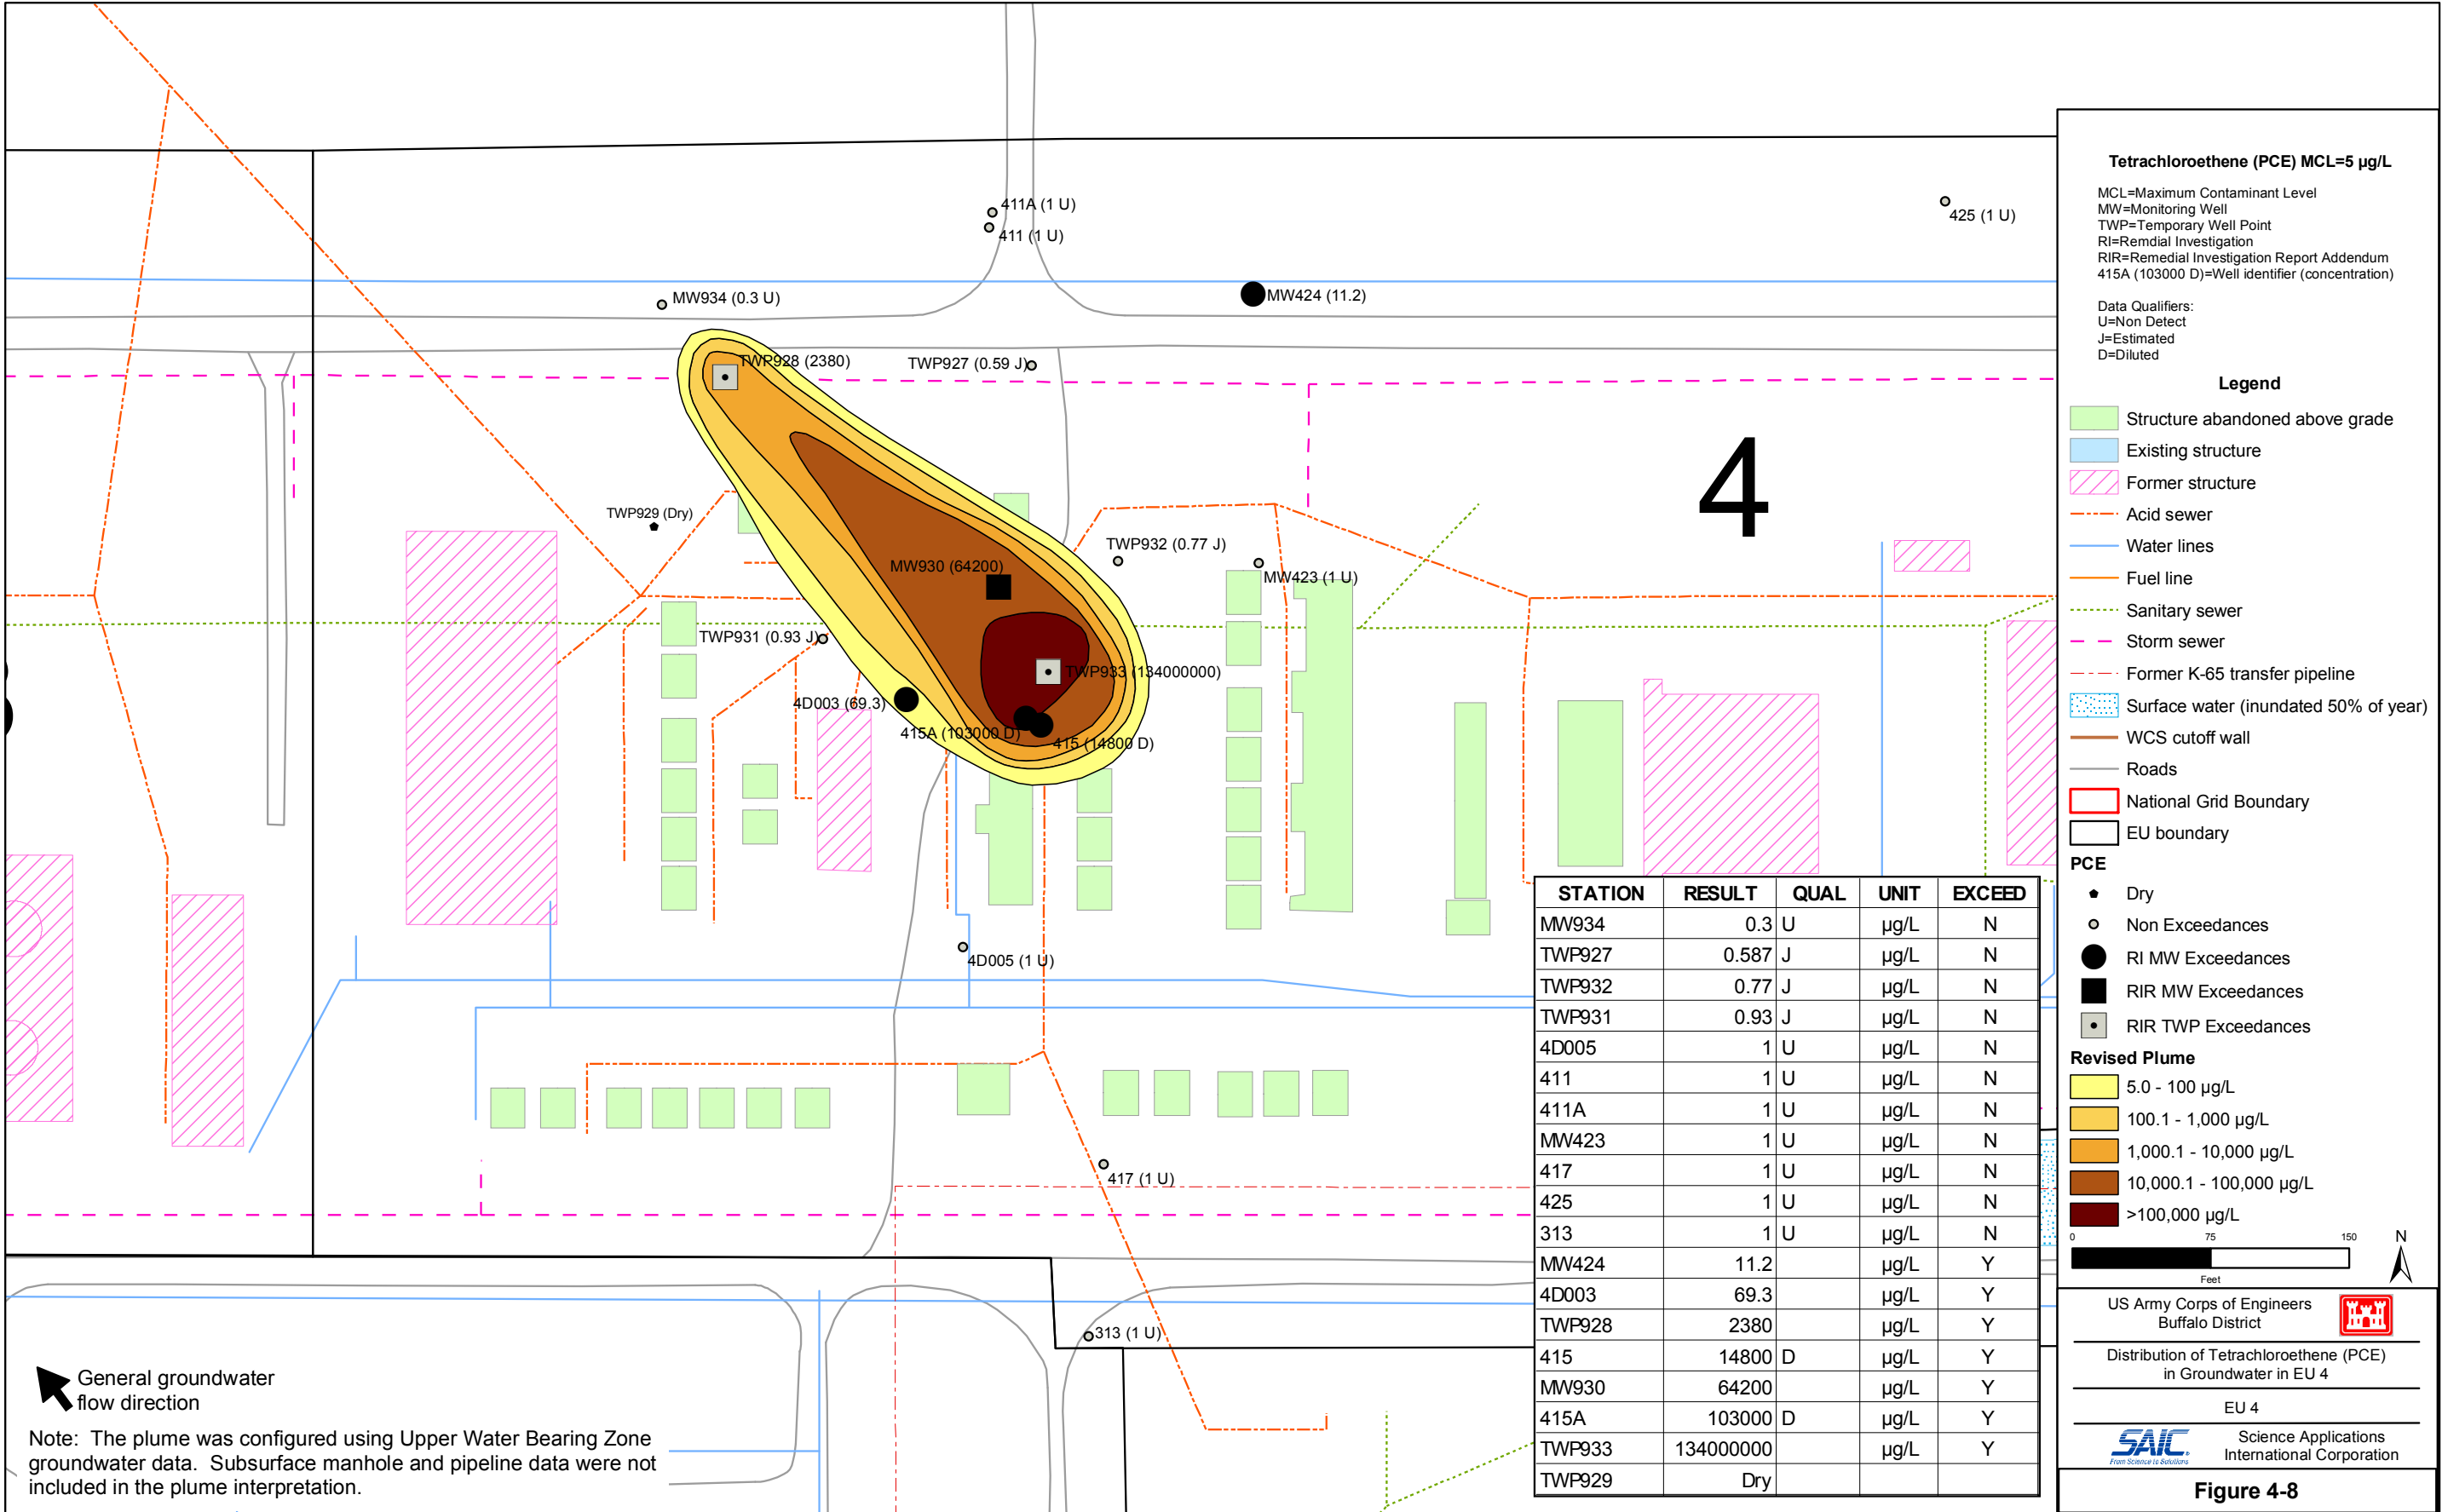 411A (1 U)
411 (1 U)
425 (1 U)
MW934 (0.3 U)
MW424 (11.2)
TWP928 (2380)
TWP927 (0.59 J)
4
TWP929 (Dry)
TWP932 (0.77 J)
MW930 (64200)
MW423 (1 U)
TWP931 (0.93 J)
TWP933 (134000000)
4D003 (69.3)
415A (103000 D)
415 (14800 D)
4D005 (1 U)
417 (1 U)
313 (1 U)
General groundwater
flow direction
Note: The plume was configured using Upper Water Bearing Zone
groundwater data. Subsurface manhole and pipeline data were not
included in the plume interpretation.
STATION RESULT QUAL UNIT EXCEED
MW934 0.3 U µg/L N
TWP927 0.587 J µg/L N
TWP932 0.77 J µg/L N
TWP931 0.93 J µg/L N
4D005 1 U µg/L N
411 1 U µg/L N
411A 1 U µg/L N
MW423 1 U µg/L N
417 1 U µg/L N
425 1 U µg/L N
313 1 U µg/L N
MW424 11.2 µg/L Y
4D003 69.3 µg/L Y
TWP928 2380 µg/L Y
415 14800 D µg/L Y
MW930 64200 µg/L Y
415A 103000 D µg/L Y
TWP933 134000000 µg/L Y
TWP929 Dry
Tetrachloroethene (PCE) MCL=5 µg/L
MCL=Maximum Contaminant Level
MW=Monitoring Well
TWP=Temporary Well Point
RI=Remdial Investigation
RIR=Remedial Investigation Report Addendum
415A (103000 D)=Well identifier (concentration)
Data Qualifiers:
U=Non Detect
J=Estimated
D=Diluted
Legend
Structure abandoned above grade
Existing structure
Former structure
Acid sewer
Water lines
Fuel line
Sanitary sewer
Storm sewer
Former K-65 transfer pipeline
Surface water (inundated 50% of year)
WCS cutoff wall
Roads
National Grid Boundary
EU boundary
PCE
Dry
Non Exceedances
RI MW Exceedances
RIR MW Exceedances
RIR TWP Exceedances
Revised Plume
5.0 - 100 µg/L
100.1 - 1,000 µg/L
1,000.1 - 10,000 µg/L
10,000.1 - 100,000 µg/L
>100,000 µg/L
0 75 150
N
Feet
US Army Corps of Engineers
Buffalo District
Distribution of Tetrachloroethene (PCE)
in Groundwater in EU 4
EU 4
SAIC
From Science to Solutions
Science Applications
International Corporation
Figure 4-8